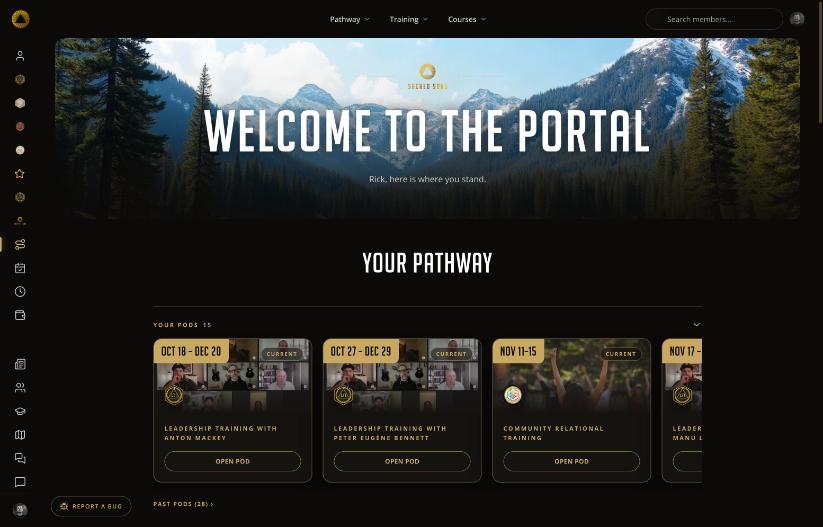 Pathway
Training
Courses
Search members...
SACRED SONS
WELCOME TO THE PORTAL
Rick, here is where you stand.
YOUR PATHWAY
YOUR PODS 15
OCT 18 - DEC 20
CURRENT
LEADERSHIP TRAINING WITH
ANTON MACKEY
OPEN POD
OCT 27 - DEC 29
CURRENT
LEADERSHIP TRAINING WITH
PETER EUGÈNE BENNETT
OPEN POD
NOV 11-15
CURRENT
COMMUNITY RELATIONAL
TRAINING
OPEN POD
NOV 17 -
LEADER
MANU L
PAST PODS (28) ›
REPORT A BUG